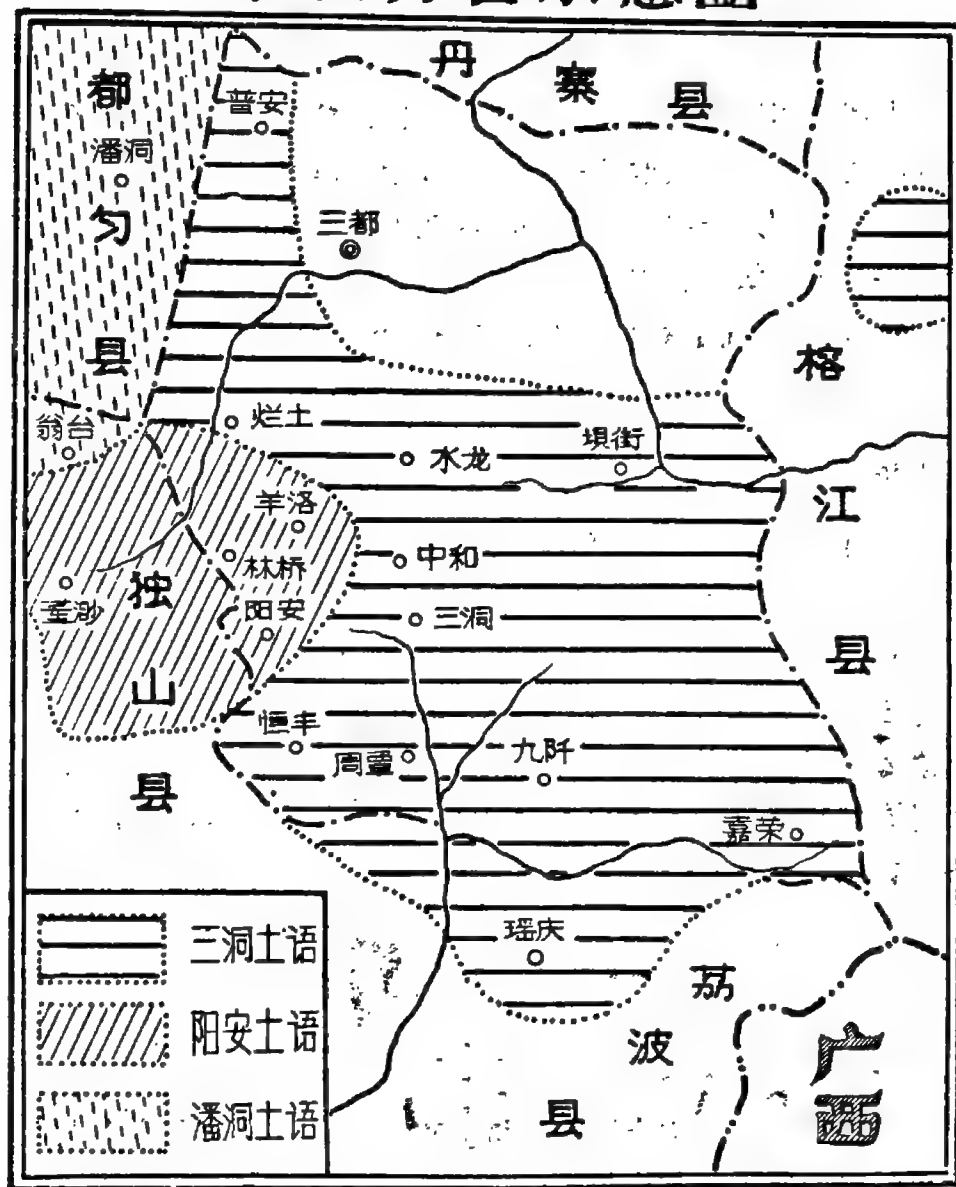 丹寨县
都匀县
普安
潘洞
三都
榕江县
翁台
烂土
水龙
坝街
羊洛
林桥
中和
独山县
阳安
三洞
恒丰
周覃
九阡
嘉荣
瑶庆
荔波县
广西
三洞土语
阳安土语
潘洞土语